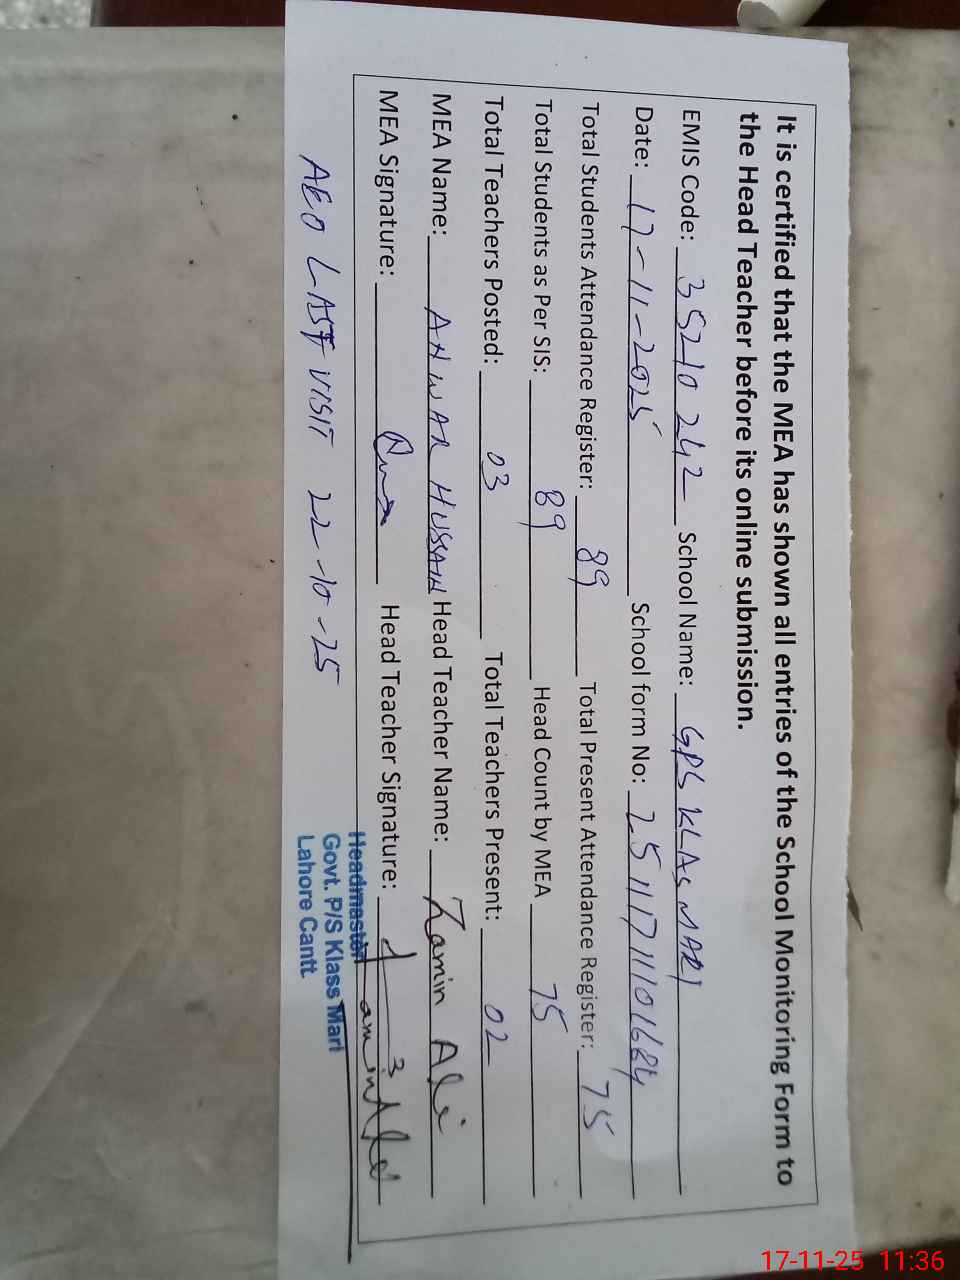 It is certified that the MEA has shown all entries of the School Monitoring Form to
the Head Teacher before its online submission.
EMIS Code: 35210242 School Name: GPS KLAS MARI
Date: 17-11-2025 School form No: 2511171101684
Total Students Attendance Register: 89 Total Present Attendance Register: 75
Total Students as Per SIS: 89 Head Count by MEA 75
Total Teachers Posted: 03 Total Teachers Present: 02
MEA Name: ANWAR HUSSAIN Head Teacher Name: Zamin Ali
MEA Signature: Head Teacher Signature:
Headmaster
Govt. P/S Klass Mari
Lahore Cantt
AEO LAST VISIT 22-10-25
17-11-25 11:36